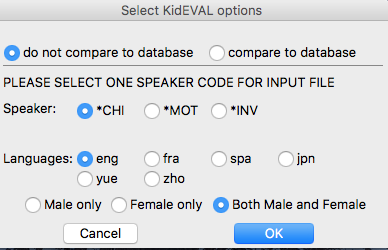 Select KidEVAL options
do not compare to database compare to database
PLEASE SELECT ONE SPEAKER CODE FOR INPUT FILE
Speaker: *CHI *MOT *INV
Languages: eng fra spa jpn
yue zho
Male only Female only Both Male and Female
Cancel OK